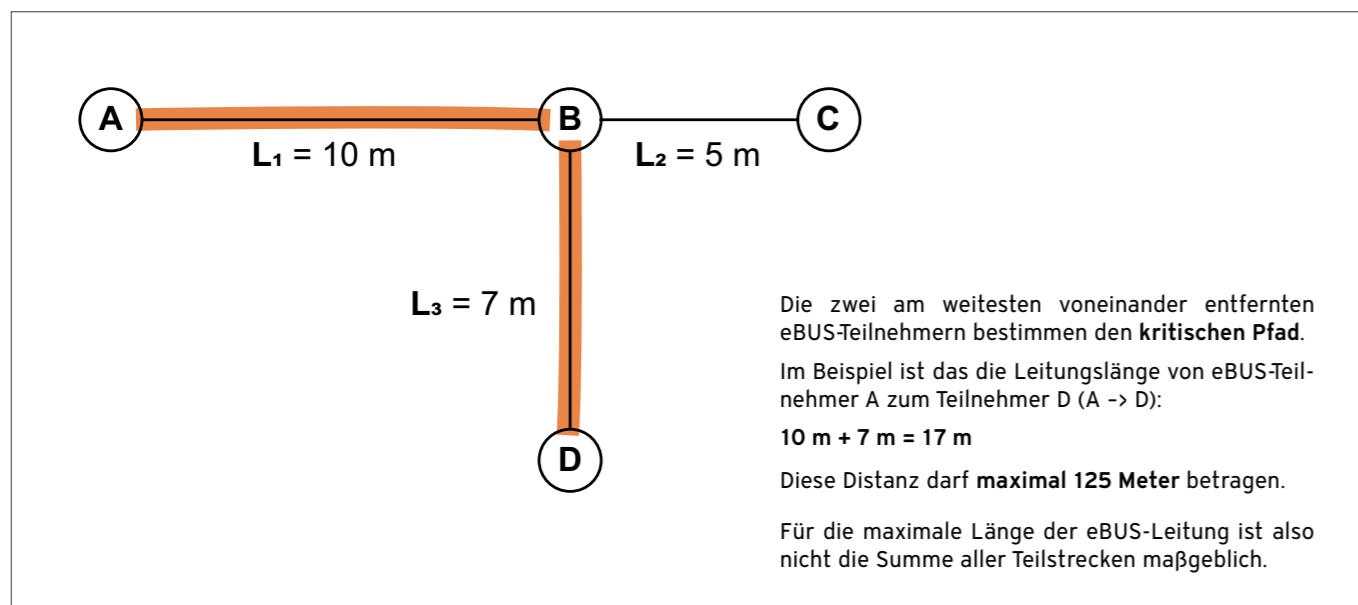 A
B
C
L₁ = 10 m
L₂ = 5 m
L₃ = 7 m
D
Die zwei am weitesten voneinander entfernten
eBUS-Teilnehmern bestimmen den kritischen Pfad.
Im Beispiel ist das die Leitungslänge von eBUS-Teil-
nehmer A zum Teilnehmer D (A -> D):
10 m + 7 m = 17 m
Diese Distanz darf maximal 125 Meter betragen.
Für die maximale Länge der eBUS-Leitung ist also
nicht die Summe aller Teilstrecken maßgeblich.